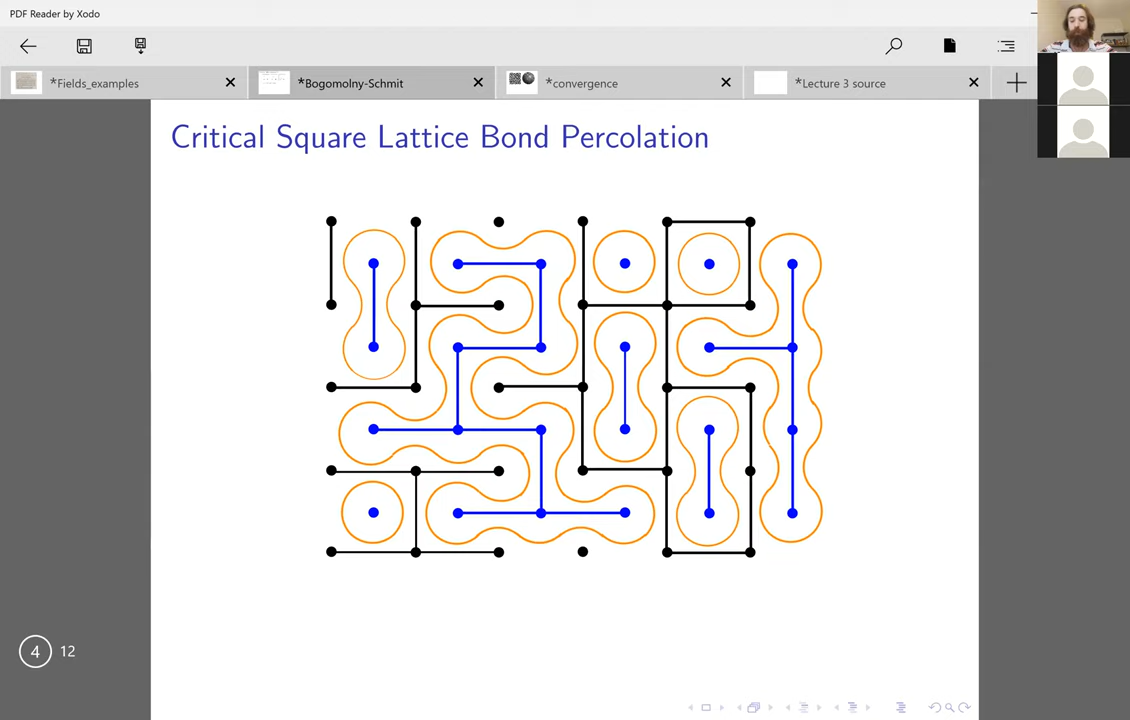 PDF Reader by Xodo
*Fields_examples
*Bogomolny-Schmit
*convergence
*Lecture 3 source
Critical Square Lattice Bond Percolation
4 12